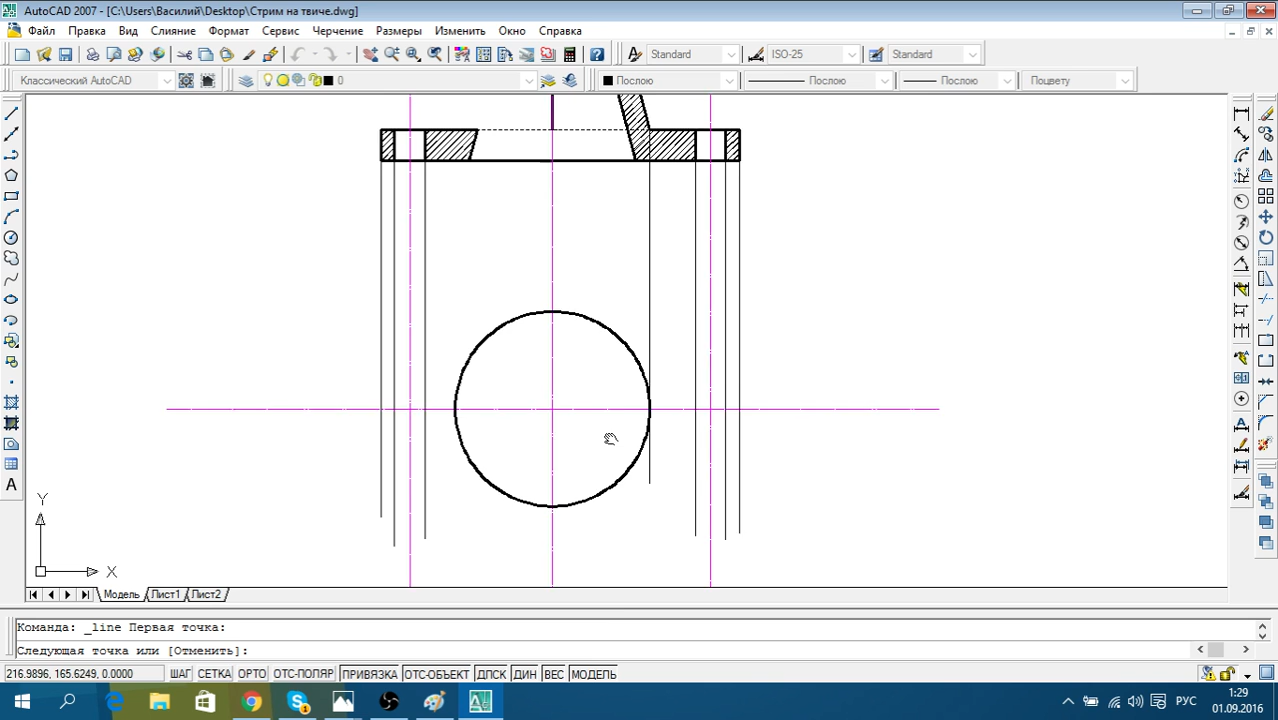 AutoCAD 2007 - [C:\Users\Василий\Desktop\Стрим на твиче.dwg]
Файл Правка Вид Слияние Формат Сервис Черчение Размеры Изменить Окно Справка
Standard ISO-25 Standard
Классический AutoCAD 0 Послою Послою Послою Поцвету
A
Y
X
Модель Лист1 Лист2
Команда: _line Первая точка:
Следующая точка или [Отменить]:
216.9896, 165.6249, 0.0000 ШАГ СЕТКА ОРТО ОТС-ПОЛЯР ПРИВЯЗКА ОТС-ОБЪЕКТ ДПСК ДИН ВЕС МОДЕЛЬ
РУС
1:29
01.09.2016